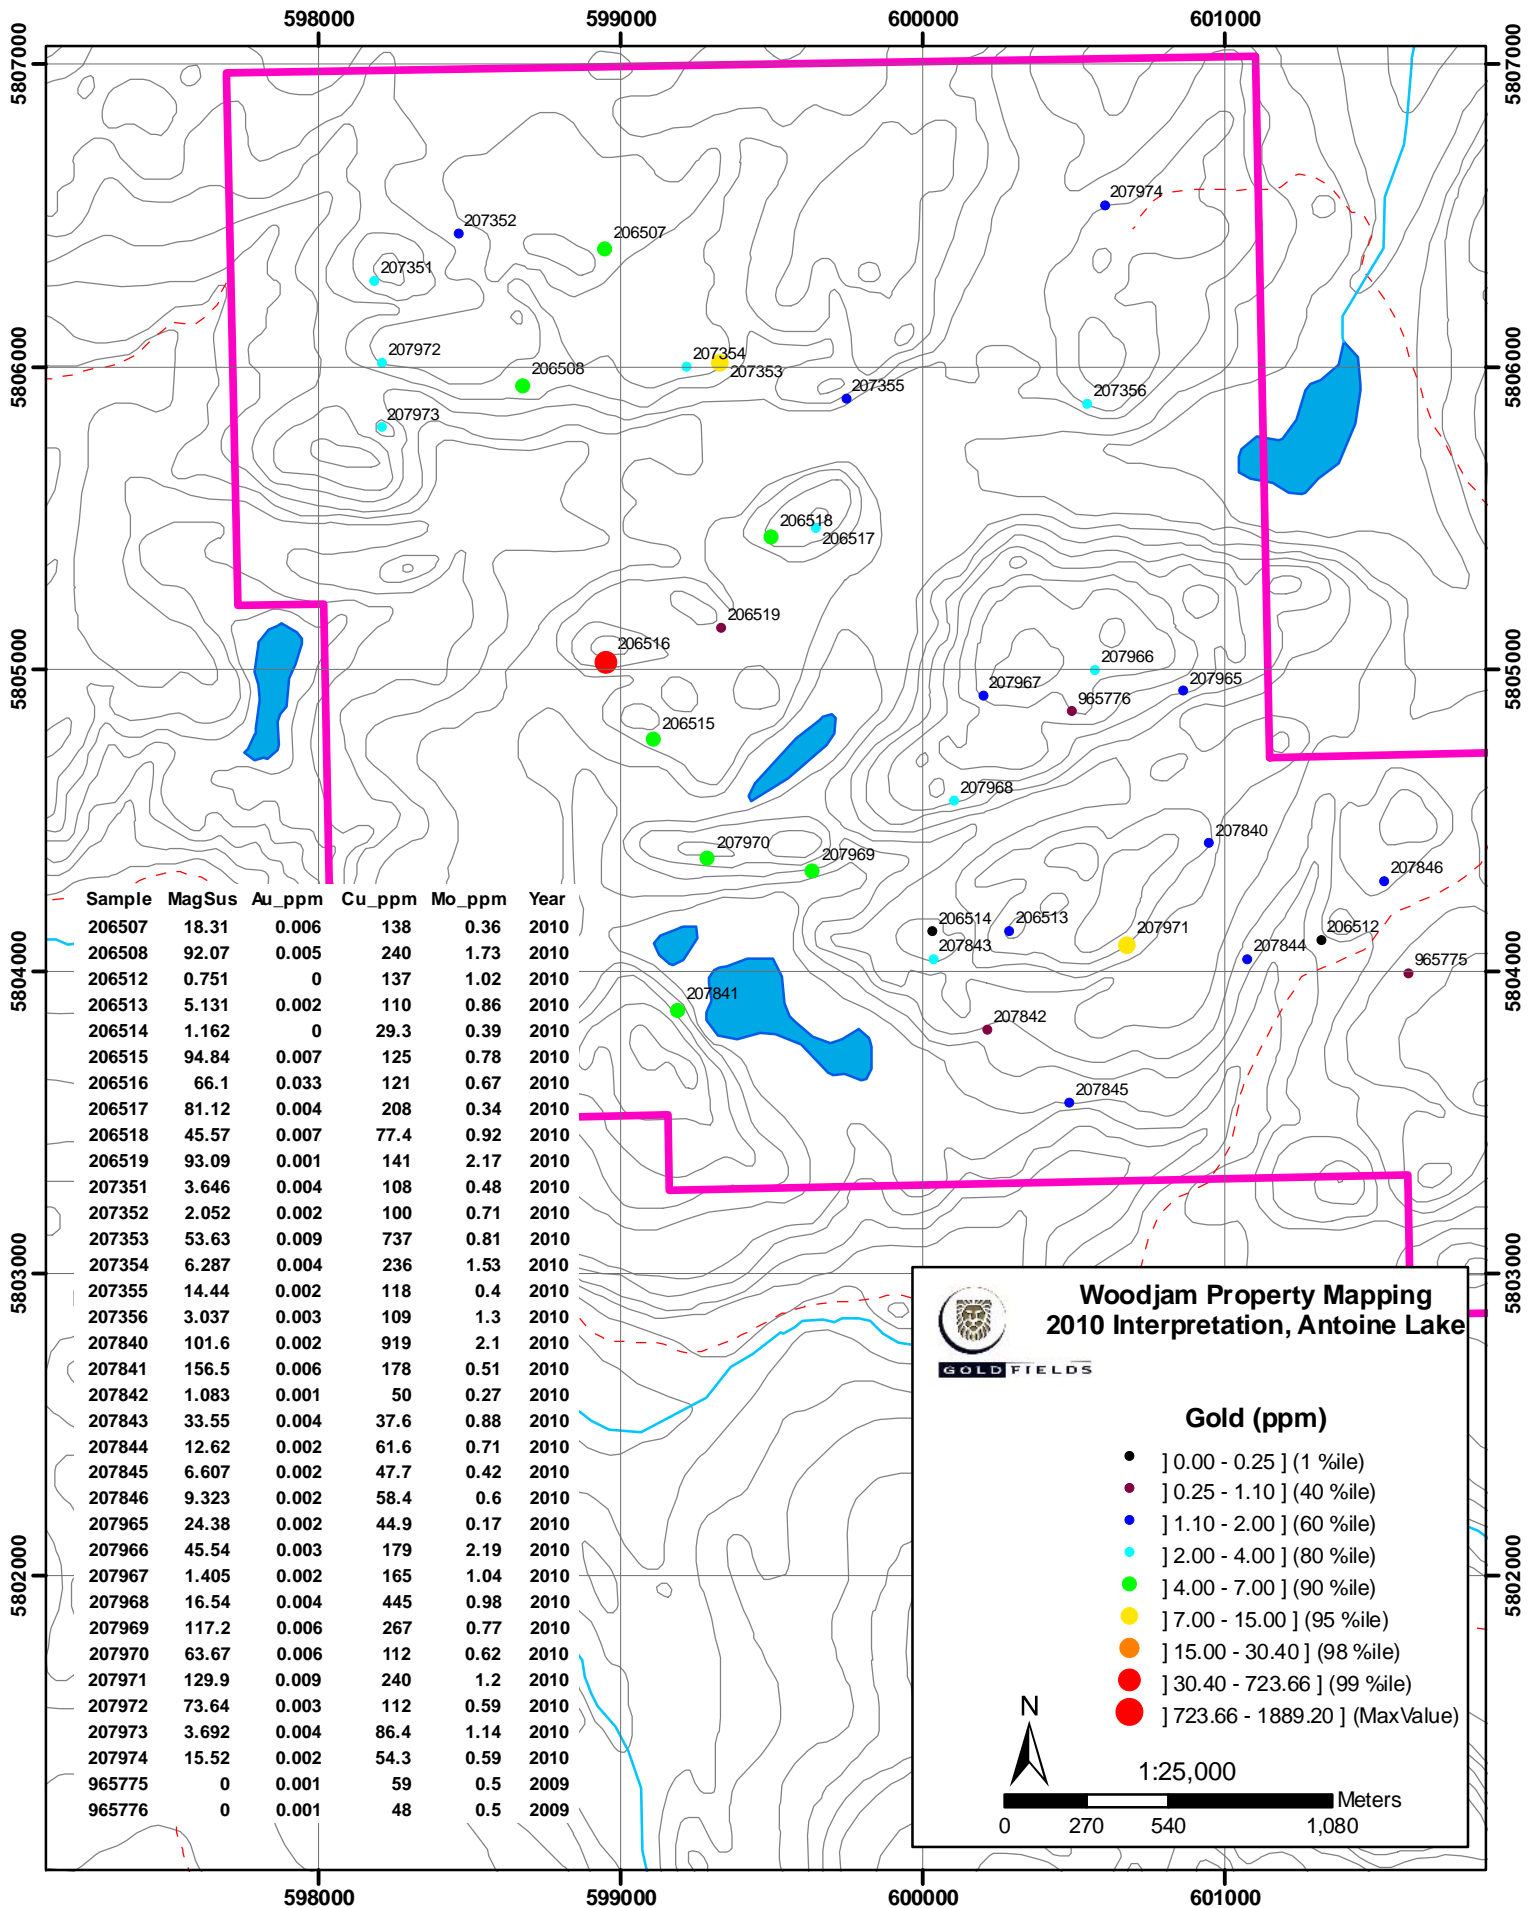 598000 599000 600000 601000
5807000 5807000
207974
207352
206507
207351
207972
207354
5806000 5806000
206508
207353
207355
207356
207973
206518
206517
206519
206516
207966
5805000 5805000
207967
207965
965776
206515
207968
207840
207970
207969
207846
206514 206513
207971
206512
207843
207844
965775
5804000 5804000
207841
207842
207845
Sample MagSus Au_ppm Cu_ppm Mo_ppm Year
206507 18.31 0.006 138 0.36 2010
206508 92.07 0.005 240 1.73 2010
206512 0.751 0 137 1.02 2010
206513 5.131 0.002 110 0.86 2010
206514 1.162 0 29.3 0.39 2010
206515 94.84 0.007 125 0.78 2010
206516 66.1 0.033 121 0.67 2010
206517 81.12 0.004 208 0.34 2010
206518 45.57 0.007 77.4 0.92 2010
206519 93.09 0.001 141 2.17 2010
207351 3.646 0.004 108 0.48 2010
207352 2.052 0.002 100 0.71 2010
207353 53.63 0.009 737 0.81 2010
207354 6.287 0.004 236 1.53 2010
207355 14.44 0.002 118 0.4 2010
207356 3.037 0.003 109 1.3 2010
207840 101.6 0.002 919 2.1 2010
207841 156.5 0.006 178 0.51 2010
207842 1.083 0.001 50 0.27 2010
207843 33.55 0.004 37.6 0.88 2010
207844 12.62 0.002 61.6 0.71 2010
207845 6.607 0.002 47.7 0.42 2010
207846 9.323 0.002 58.4 0.6 2010
207965 24.38 0.002 44.9 0.17 2010
207966 45.54 0.003 179 2.19 2010
207967 1.405 0.002 165 1.04 2010
207968 16.54 0.004 445 0.98 2010
207969 117.2 0.006 267 0.77 2010
207970 63.67 0.006 112 0.62 2010
207971 129.9 0.009 240 1.2 2010
207972 73.64 0.003 112 0.59 2010
207973 3.692 0.004 86.4 1.14 2010
207974 15.52 0.002 54.3 0.59 2010
965775 0 0.001 59 0.5 2009
965776 0 0.001 48 0.5 2009
5803000 5803000
5802000 5802000
Woodjam Property Mapping
2010 Interpretation, Antoine Lake
GOLD FIELDS
Gold (ppm)
] 0.00 - 0.25 ] (1 %ile)
] 0.25 - 1.10 ] (40 %ile)
] 1.10 - 2.00 ] (60 %ile)
] 2.00 - 4.00 ] (80 %ile)
] 4.00 - 7.00 ] (90 %ile)
] 7.00 - 15.00 ] (95 %ile)
] 15.00 - 30.40 ] (98 %ile)
] 30.40 - 723.66 ] (99 %ile)
] 723.66 - 1889.20 ] (MaxValue)
N
1:25,000
Meters
0 270 540 1,080
598000 599000 600000 601000